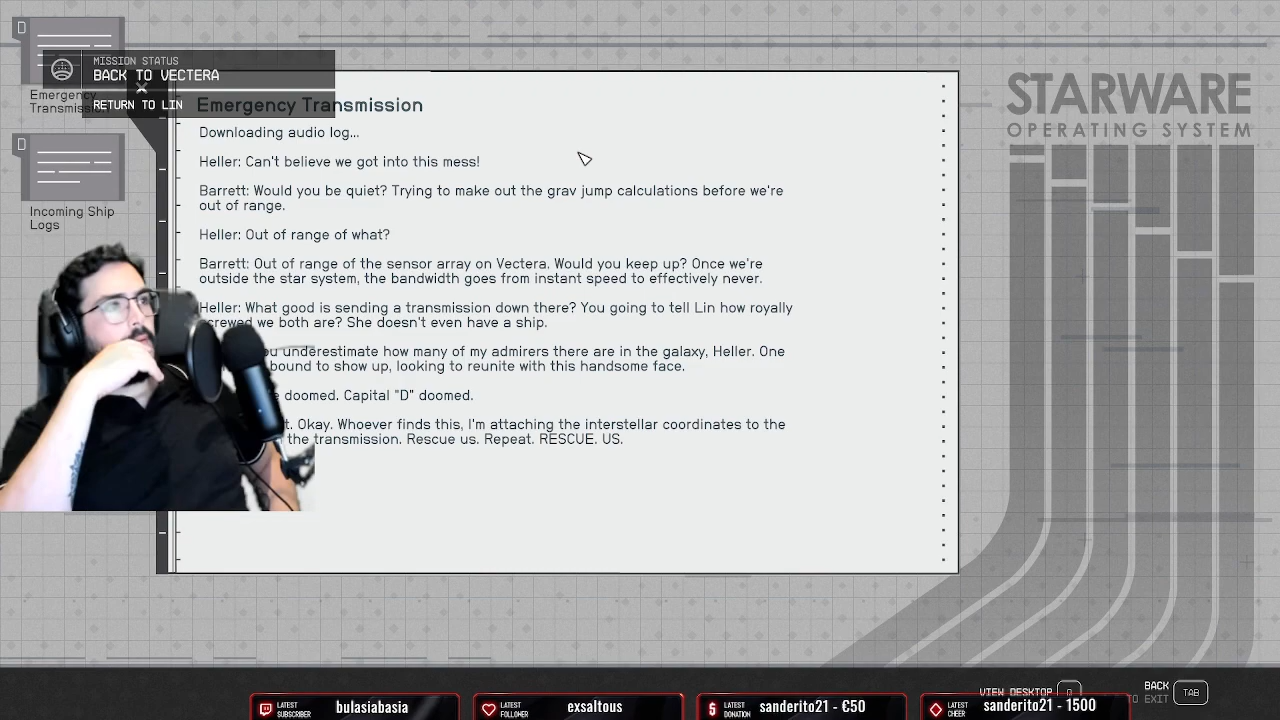 D
MISSION STATUS
BACK TO VECTERA
RETURN TO LIN
Emergency
D
Incoming Ship
Logs
Emergency Transmission
Downloading audio log...
Heller: Can't believe we got into this mess!
Barrett: Would you be quiet? Trying to make out the grav jump calculations before we're
out of range.
Heller: Out of range of what?
Barrett: Out of range of the sensor array on Vectera. Would you keep up? Once we're
outside the star system, the bandwidth goes from instant speed to effectively never.
Heller: What good is sending a transmission down there? You going to tell Lin how royally
screwed we both are? She doesn't even have a ship.
underestimate how many of my admirers there are in the galaxy, Heller. One
bound to show up, looking to reunite with this handsome face.
doomed. Capital "D" doomed.
Okay. Whoever finds this, I'm attaching the interstellar coordinates to the
the transmission. Rescue us. Repeat. RESCUE. US.
STARWARE
OPERATING SYSTEM
VIEW DESKTOP
BACK
TO EXIT
TAB
LATEST
SUBSCRIBER
bulasiabasia
LATEST
FOLLOWER
exsaltous
$
LATEST
DONATION
sanderito21 - €50
LATEST
CHEER
sanderito21 - 1500